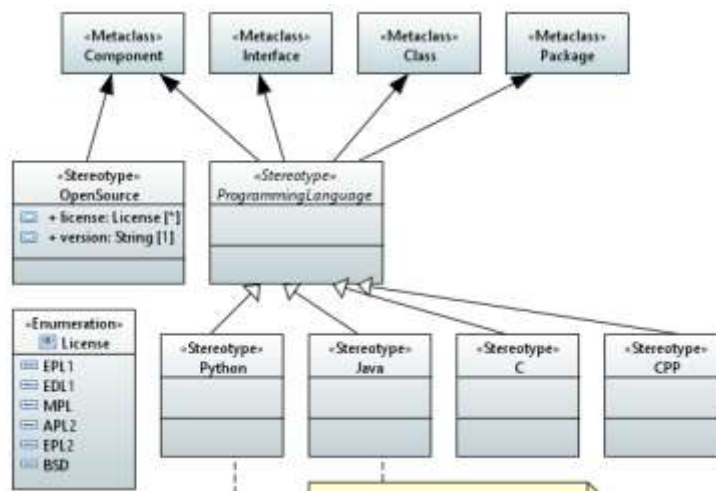 «Metaclass»
Component
«Metaclass»
Interface
«Metaclass»
Class
«Metaclass»
Package
«Stereotype»
OpenSource
+ license: License [*]
+ version: String [1]
«Stereotype»
ProgrammingLanguage
«Enumeration»
License
EPL1
EDL1
MPL
APL2
EPL2
BSD
«Stereotype»
Python
«Stereotype»
Java
«Stereotype»
C
«Stereotype»
CPP